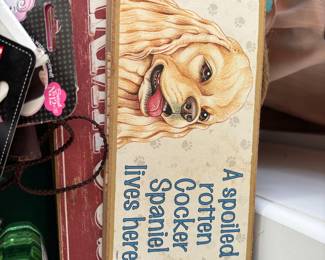 A spoiled
rotten
Cocker
Spaniel
lives here